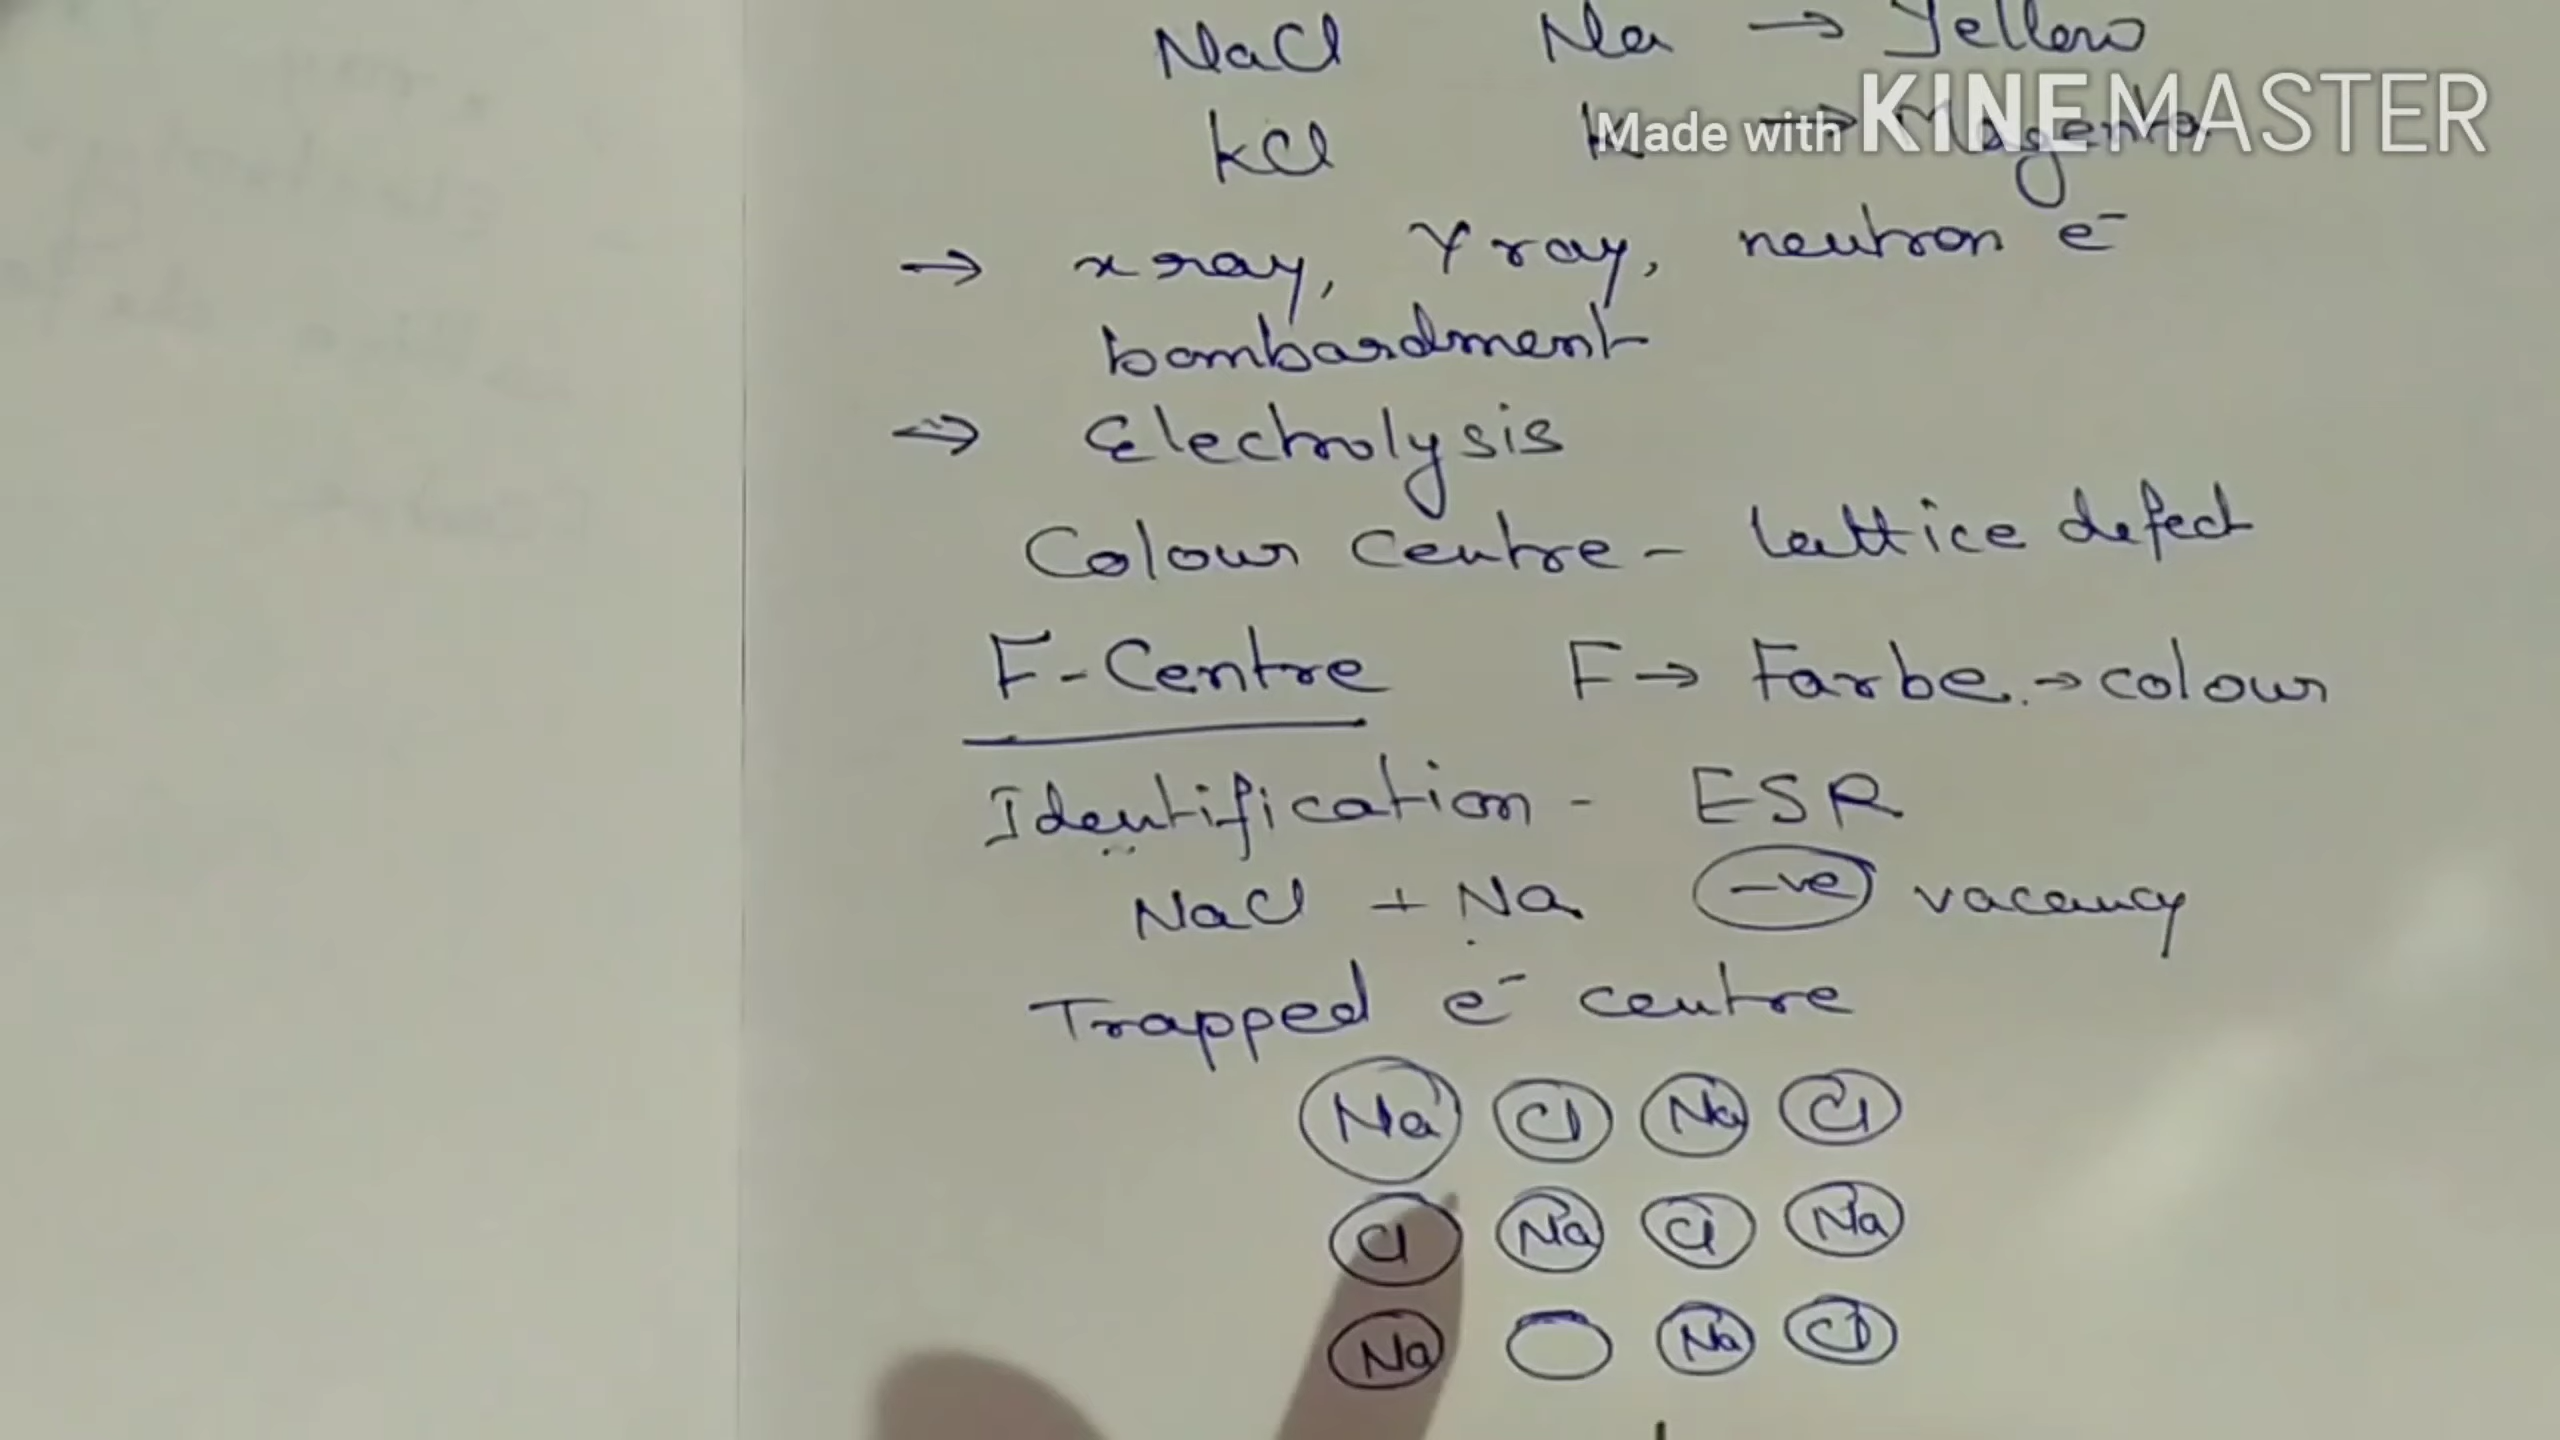 NaCl Na → Yellow
KCl K → Magenta
Made with KINEMASTER
→ x ray, γ ray, neutron e⁻
bombardment
→ Electrolysis
Colour Centre - lattice defect
F-Centre F → Farbe. → colour
Identification - ESR
NaCl + Na -ve vacancy
Trapped e⁻ centre
Na Cl Na Cl
Cl Na Cl Na
Na Na Cl